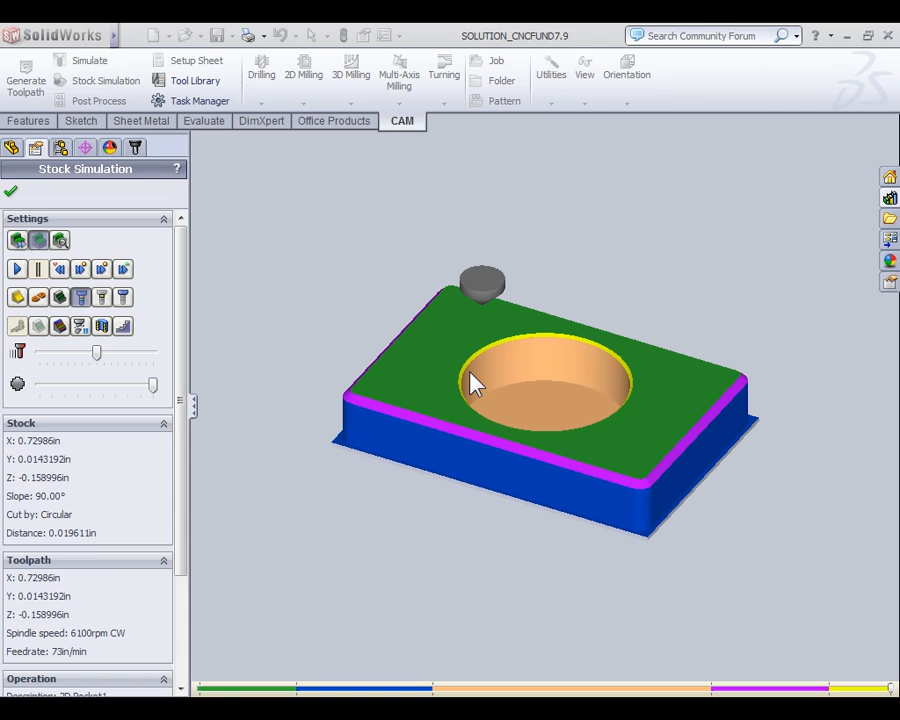 SolidWorks
SOLUTION_CNCFUND7.9
Search Community Forum
?
Generate Toolpath
Simulate
Stock Simulation
Post Process
Setup Sheet
Tool Library
Task Manager
Drilling
2D Milling
3D Milling
Multi-Axis Milling
Turning
Job
Folder
Pattern
Utilities
View
Orientation
Features
Sketch
Sheet Metal
Evaluate
DimXpert
Office Products
CAM
Stock Simulation
?
Settings
Stock
X: 0.72986in
Y: 0.0143192in
Z: -0.158996in
Slope: 90.00°
Cut by: Circular
Distance: 0.019611in
Toolpath
X: 0.72986in
Y: 0.0143192in
Z: -0.158996in
Spindle speed: 6100rpm CW
Feedrate: 73in/min
Operation
Description: 2D Pocket1